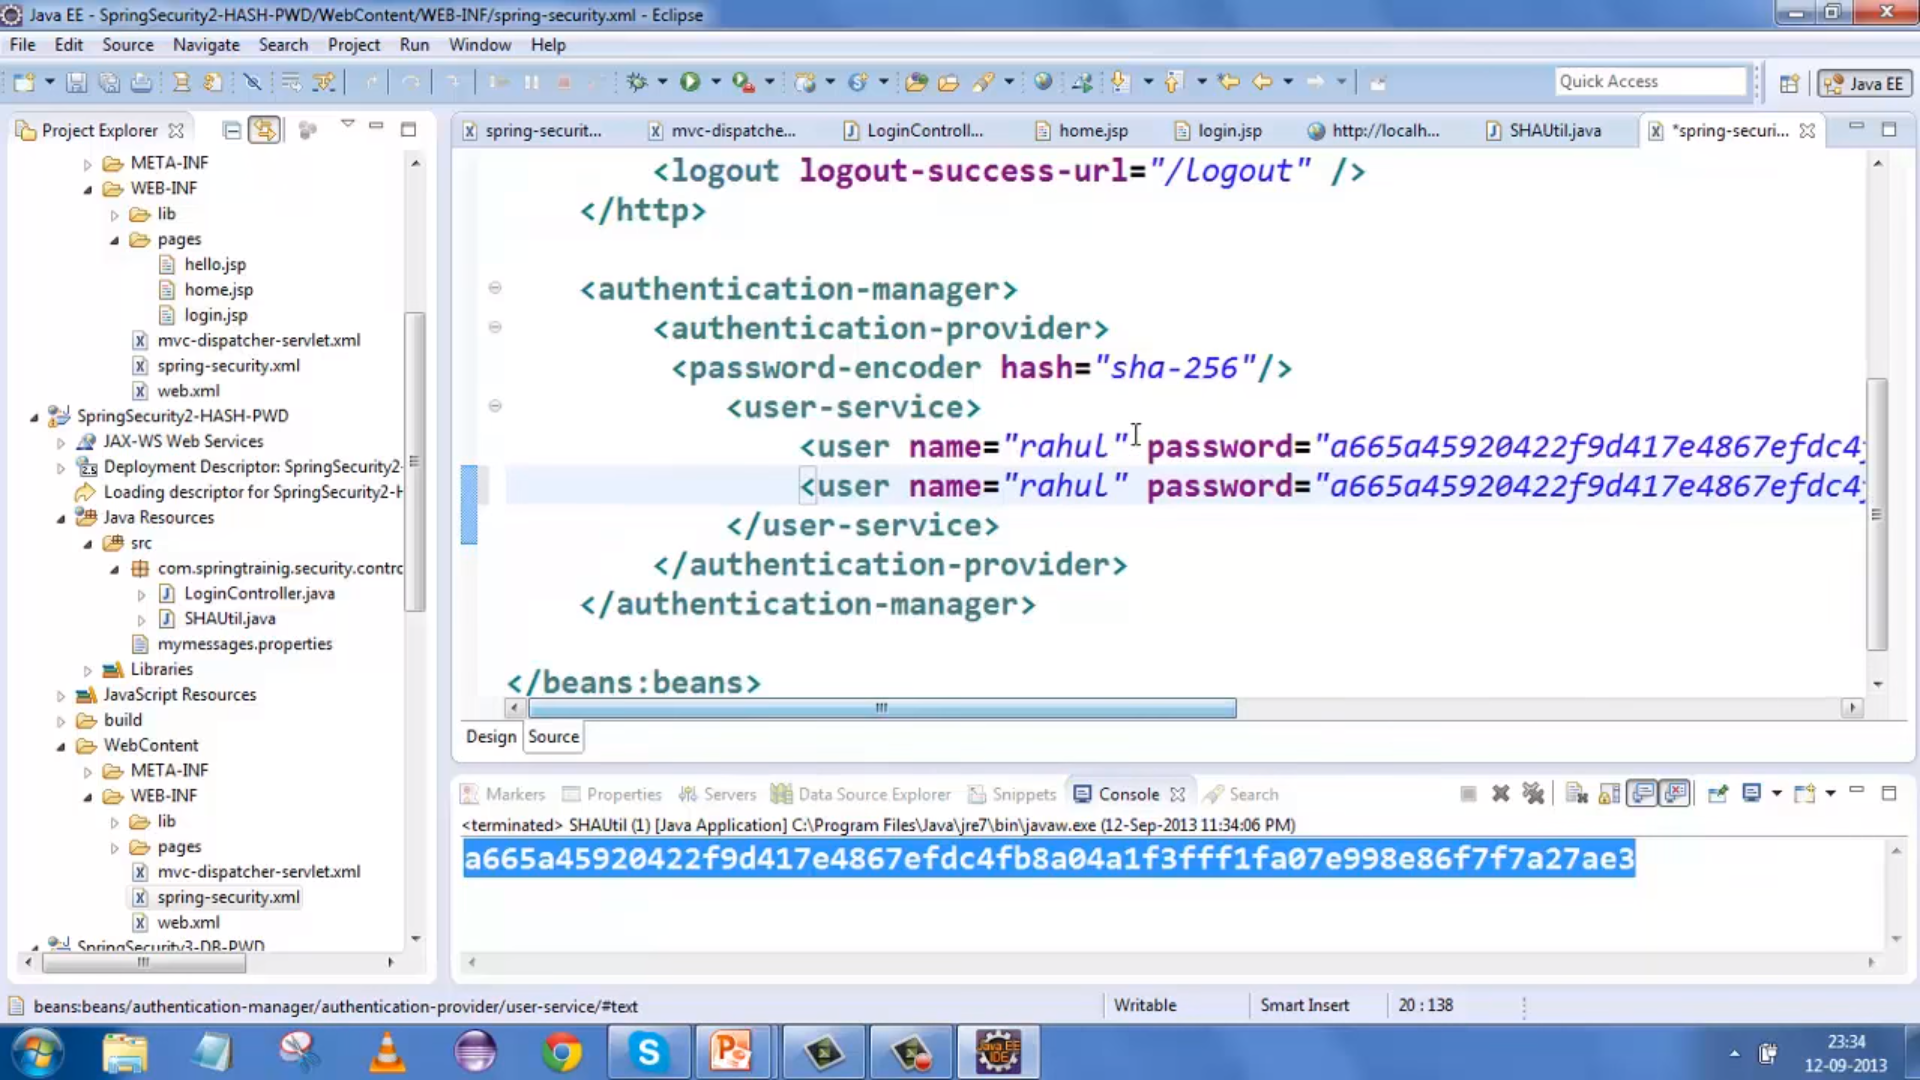 Java EE - SpringSecurity2-HASH-PWD/WebContent/WEB-INF/spring-security.xml - Eclipse
File Edit Source Navigate Search Project Run Window Help
Quick Access
Java EE
Project Explorer
META-INF
WEB-INF
lib
pages
hello.jsp
home.jsp
login.jsp
mvc-dispatcher-servlet.xml
spring-security.xml
web.xml
SpringSecurity2-HASH-PWD
JAX-WS Web Services
Deployment Descriptor: SpringSecurity2-
Loading descriptor for SpringSecurity2-H
Java Resources
src
com.springtrainig.security.contrc
LoginController.java
SHAUtil.java
mymessages.properties
Libraries
JavaScript Resources
build
WebContent
META-INF
WEB-INF
lib
pages
mvc-dispatcher-servlet.xml
spring-security.xml
web.xml
SpringSecurity3-DB-PWD
spring-securit... mvc-dispatche... LoginControll... home.jsp login.jsp http://localh... SHAUtil.java *spring-securi...
<logout logout-success-url="/logout" />
</http>
<authentication-manager>
<authentication-provider>
<password-encoder hash="sha-256"/>
<user-service>
<user name="rahul" password="a665a45920422f9d417e4867efdc4f
<user name="rahul" password="a665a45920422f9d417e4867efdc4f
</user-service>
</authentication-provider>
</authentication-manager>
</beans:beans>
Design Source
Markers Properties Servers Data Source Explorer Snippets Console Search
<terminated> SHAUtil (1) [Java Application] C:\Program Files\Java\jre7\bin\javaw.exe (12-Sep-2013 11:34:06 PM)
a665a45920422f9d417e4867efdc4fb8a04a1f3fff1fa07e998e86f7f7a27ae3
beans:beans/authentication-manager/authentication-provider/user-service/#text
Writable Smart Insert 20 : 138
23:34
12-09-2013